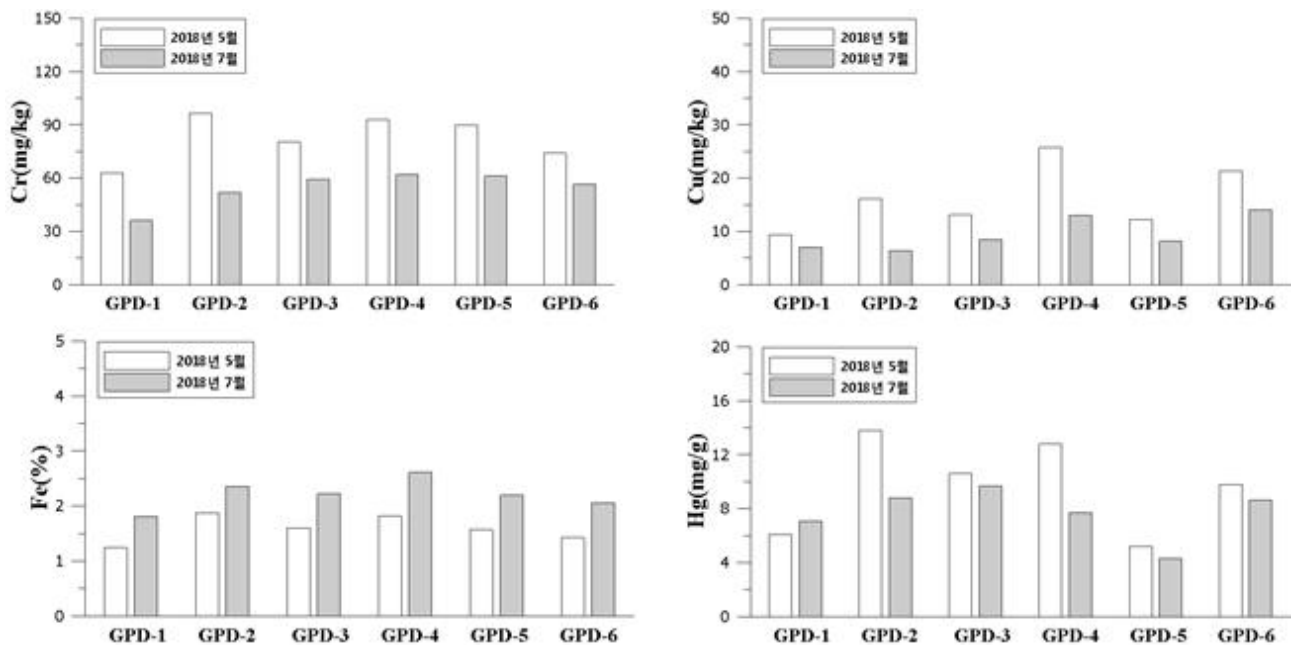 150
120
90
60
30
0
Cr(mg/kg)
2018년 5월
2018년 7월
GPD-1 GPD-2 GPD-3 GPD-4 GPD-5 GPD-6
50
40
30
20
10
0
Cu(mg/kg)
2018년 5월
2018년 7월
GPD-1 GPD-2 GPD-3 GPD-4 GPD-5 GPD-6
5
4
3
2
1
0
Fe(%)
2018년 5월
2018년 7월
GPD-1 GPD-2 GPD-3 GPD-4 GPD-5 GPD-6
20
16
12
8
4
0
Hg(mg/g)
2018년 5월
2018년 7월
GPD-1 GPD-2 GPD-3 GPD-4 GPD-5 GPD-6